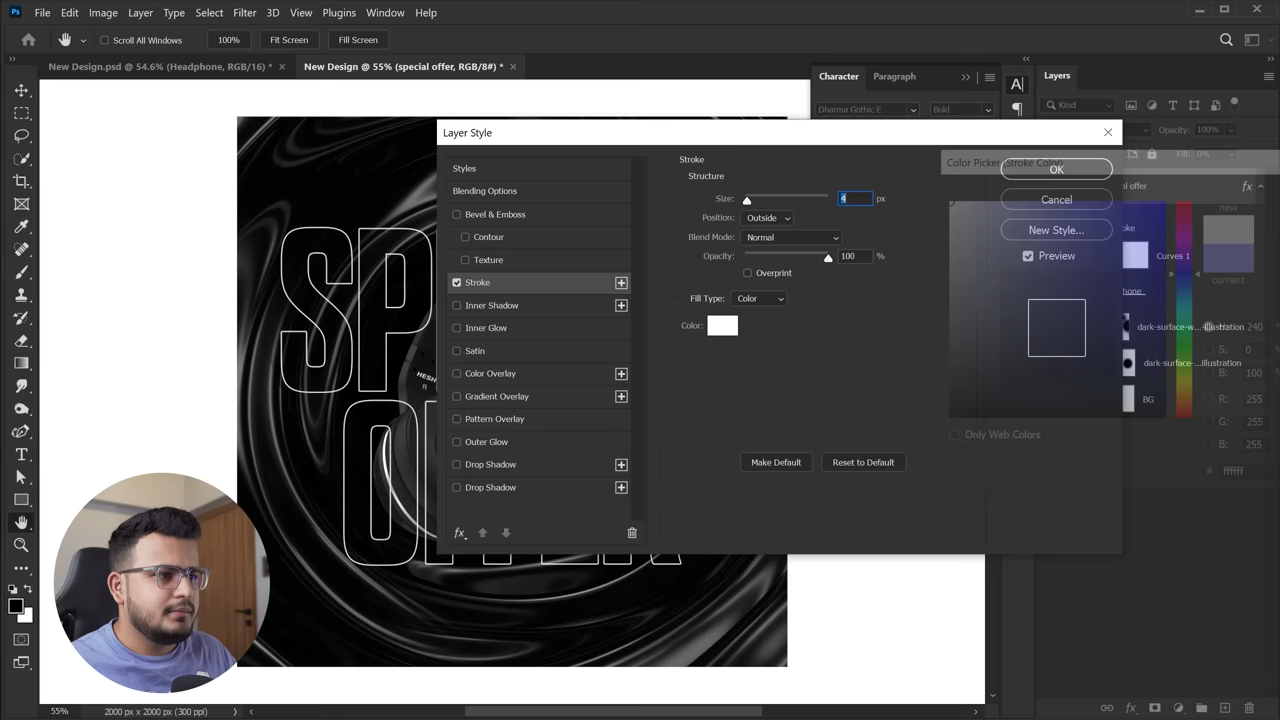 Ps File Edit Image Layer Type Select Filter 3D View Plugins Window Help
Scroll All Windows 100% Fit Screen Fill Screen
New Design.psd @ 54.6% (Headphone, RGB/16) * × New Design @ 55% (special offer, RGB/8#) * ×
Character Paragraph Layers
Dharma Gothic E Bold Kind
Layer Style
Opacity: 100%
Styles
Stroke
Structure
Color Picker (Stroke Color)
Fill: 0%
OK
Blending Options
Size: 4 px
Cancel
al offer fx
new
Bevel & Emboss
Position: Outside
New Style...
oke
Contour
Blend Mode: Normal
Texture
Opacity: 100 %
Preview
Curves 1
Overprint
current
Stroke
Inner Shadow
Fill Type: Color
hone
Inner Glow
Color:
dark-surface-w...illustration
240
Satin
S: 0
dark-surface-...illustration
B: 100 %
Color Overlay
Gradient Overlay
BG
R: 255
Pattern Overlay
G: 255
Outer Glow
Only Web Colors
B: 255
Drop Shadow
Make Default Reset to Default
# ffffff
Drop Shadow
fx
SP
O
HESH
R
55% 2000 px x 2000 px (300 ppi)